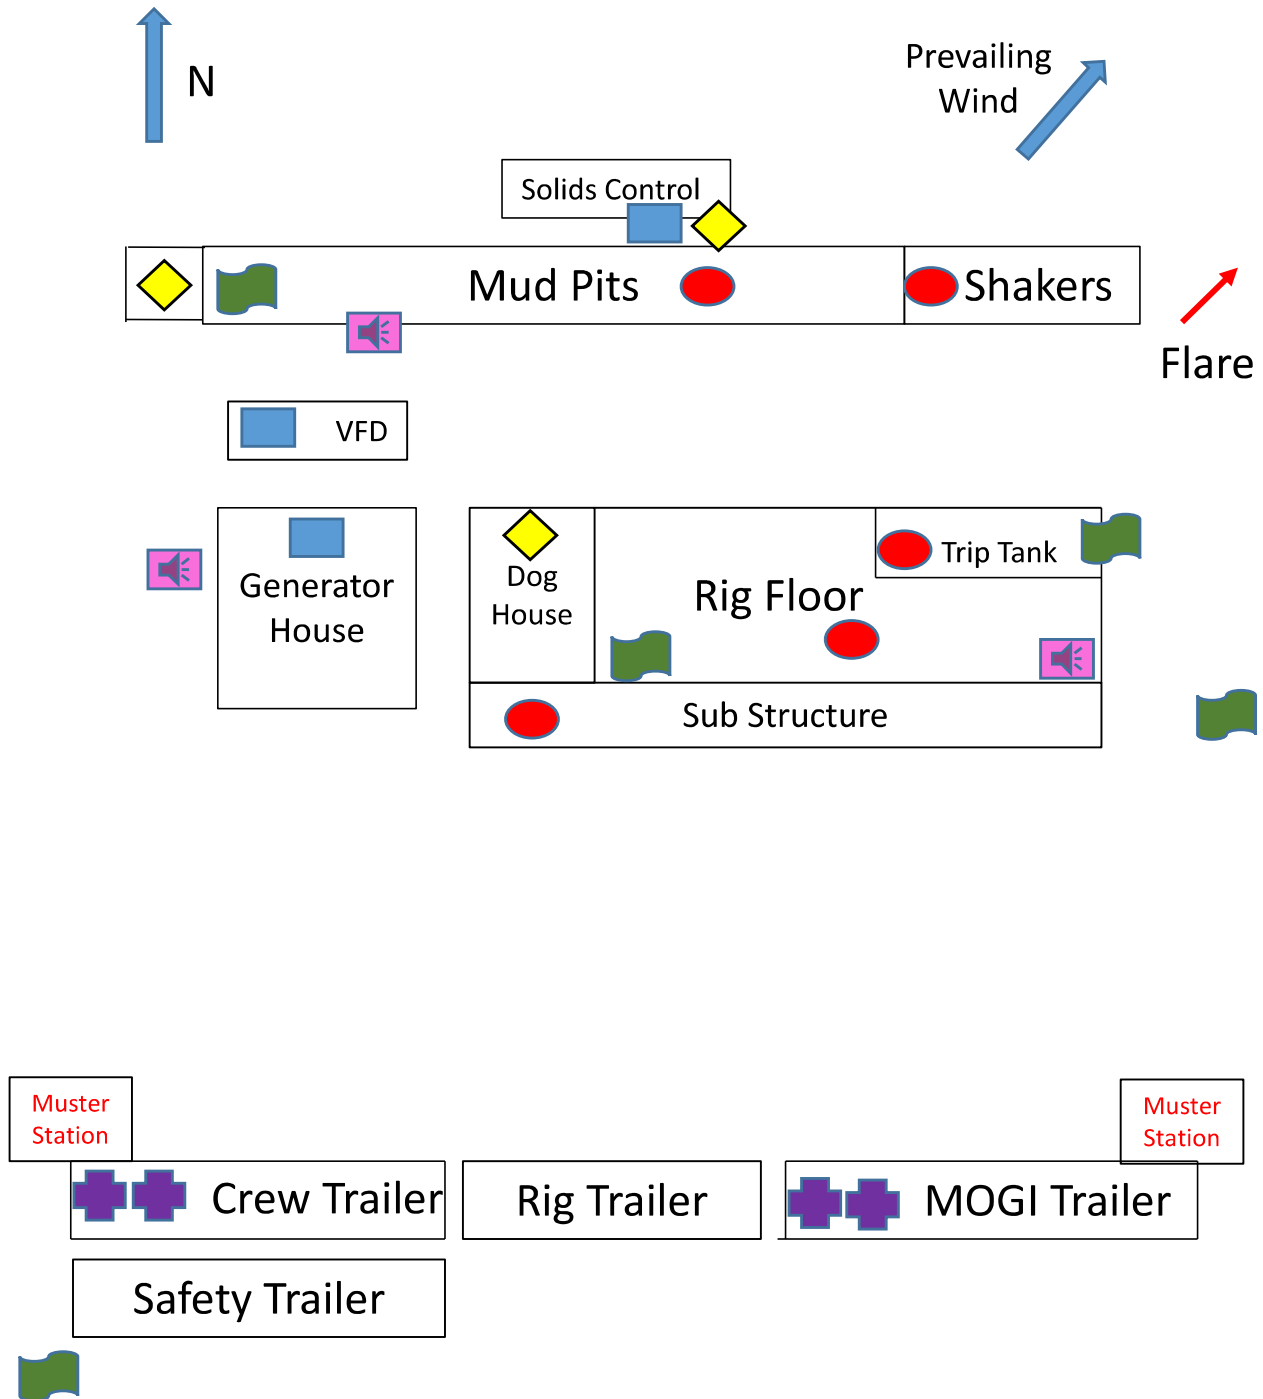 N
Prevailing
Wind
Solids Control
Mud Pits
Shakers
Flare
VFD
Generator
House
Dog
House
Rig Floor
Trip Tank
Sub Structure
Muster
Station
Muster
Station
Crew Trailer
Rig Trailer
MOGI Trailer
Safety Trailer